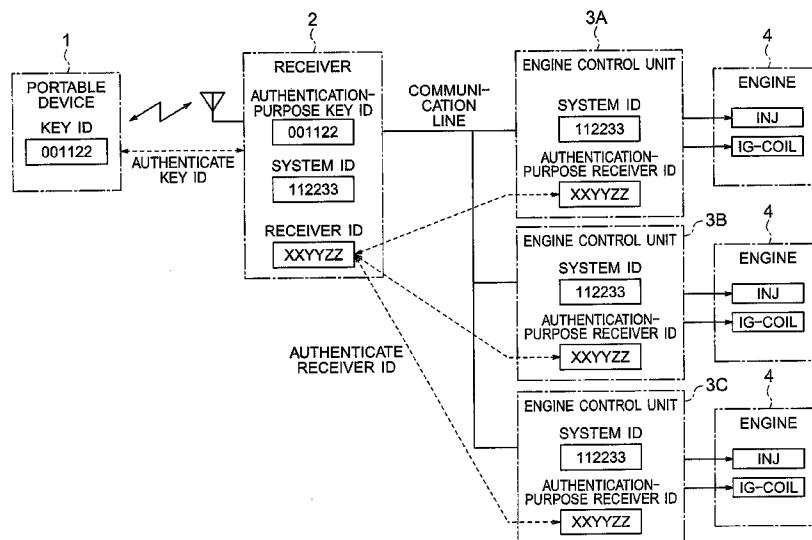 1
PORTABLE
DEVICE
KEY ID
001122
AUTHENTICATE
KEY ID
2
RECEIVER
AUTHENTICATION-
PURPOSE KEY ID
001122
SYSTEM ID
112233
RECEIVER ID
XXYYZZ
COMMUNI-
CATION
LINE
AUTHENTICATE
RECEIVER ID
3A
ENGINE CONTROL UNIT
SYSTEM ID
112233
AUTHENTICATION-
PURPOSE RECEIVER ID
XXYYZZ
4
ENGINE
INJ
IG-COIL
3B
ENGINE CONTROL UNIT
SYSTEM ID
112233
AUTHENTICATION-
PURPOSE RECEIVER ID
XXYYZZ
4
ENGINE
INJ
IG-COIL
3C
ENGINE CONTROL UNIT
SYSTEM ID
112233
AUTHENTICATION-
PURPOSE RECEIVER ID
XXYYZZ
4
ENGINE
INJ
IG-COIL